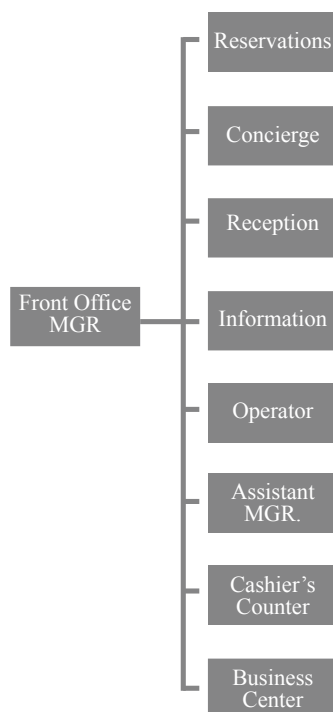 Reservations
Concierge
Reception
Front Office
MGR
Information
Operator
Assistant
MGR.
Cashier’s
Counter
Business
Center